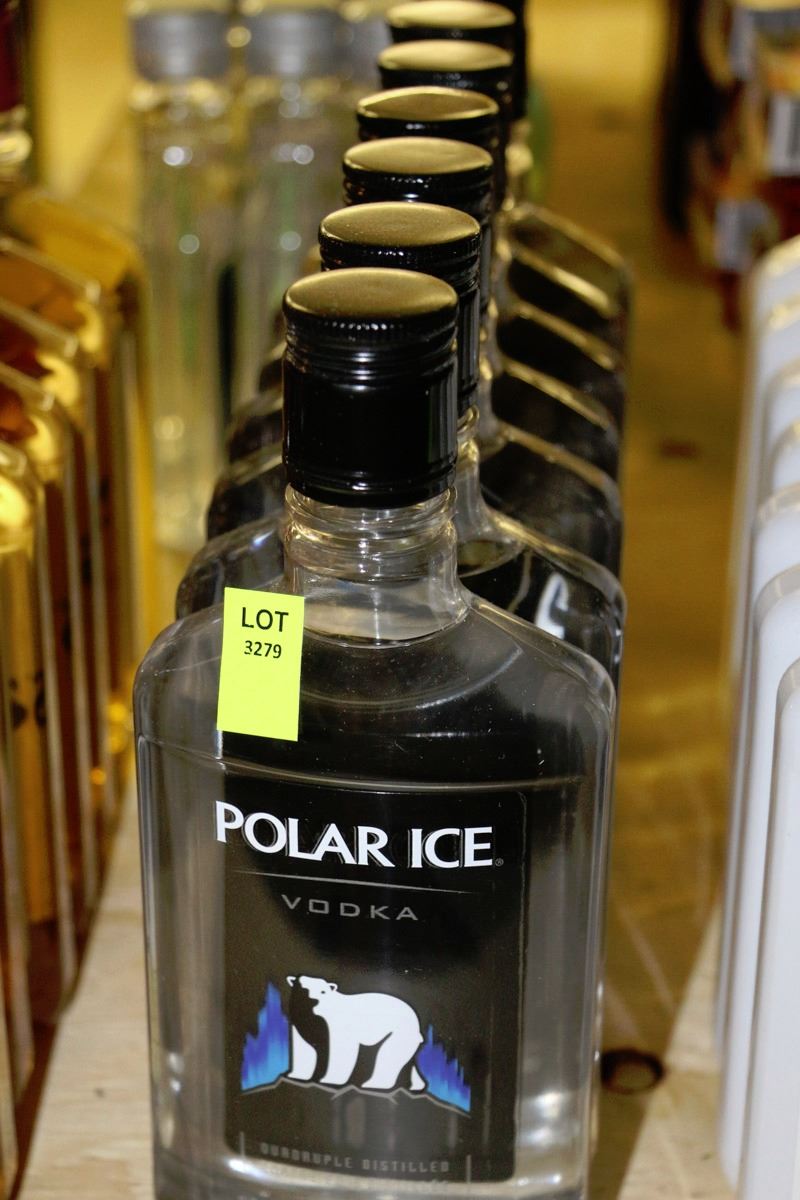 LOT
3279
POLAR ICE®
VODKA
QUADRUPLE DISTILLED